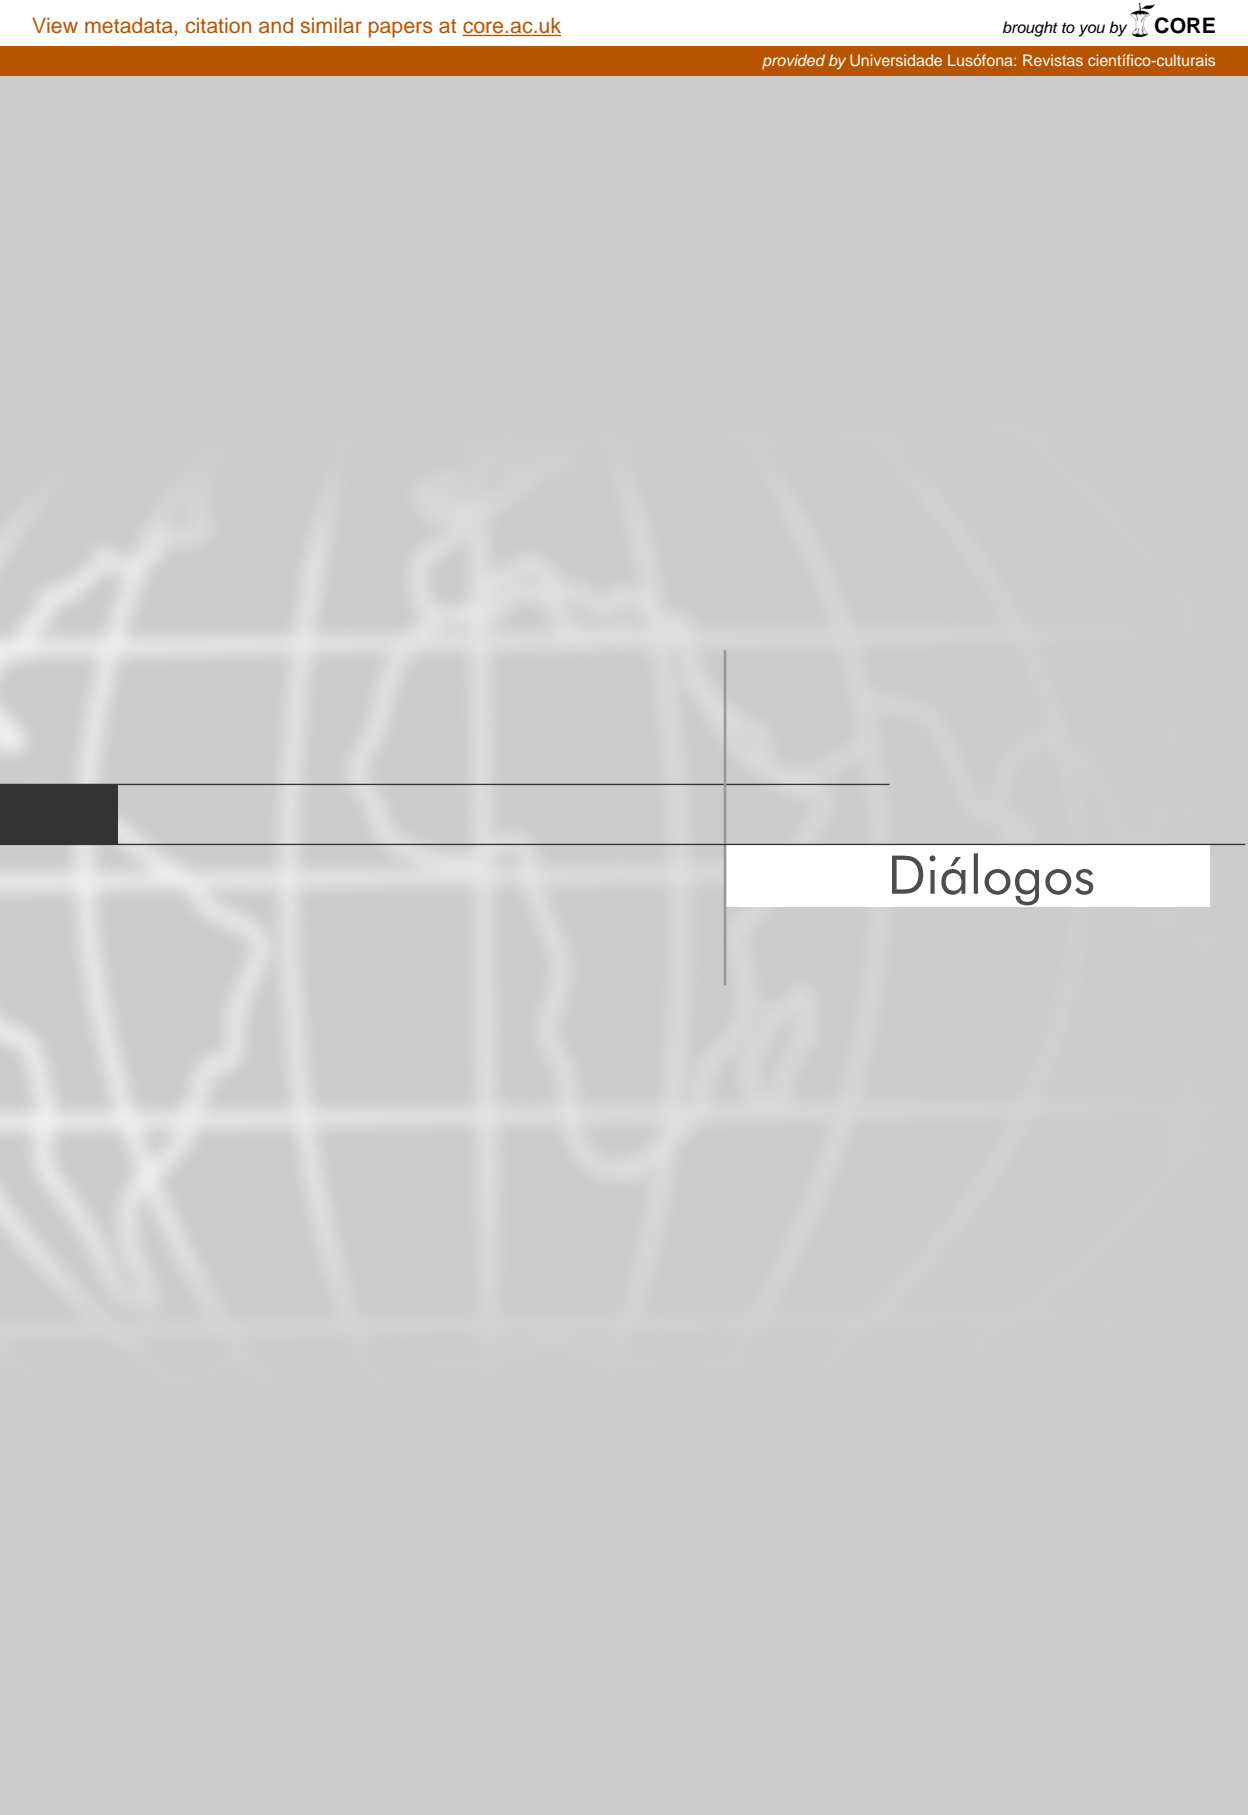 View metadata, citation and similar papers at core.ac.uk
brought to you by CORE
provided by Universidade Lusófona: Revistas científico-culturais
Diálogos